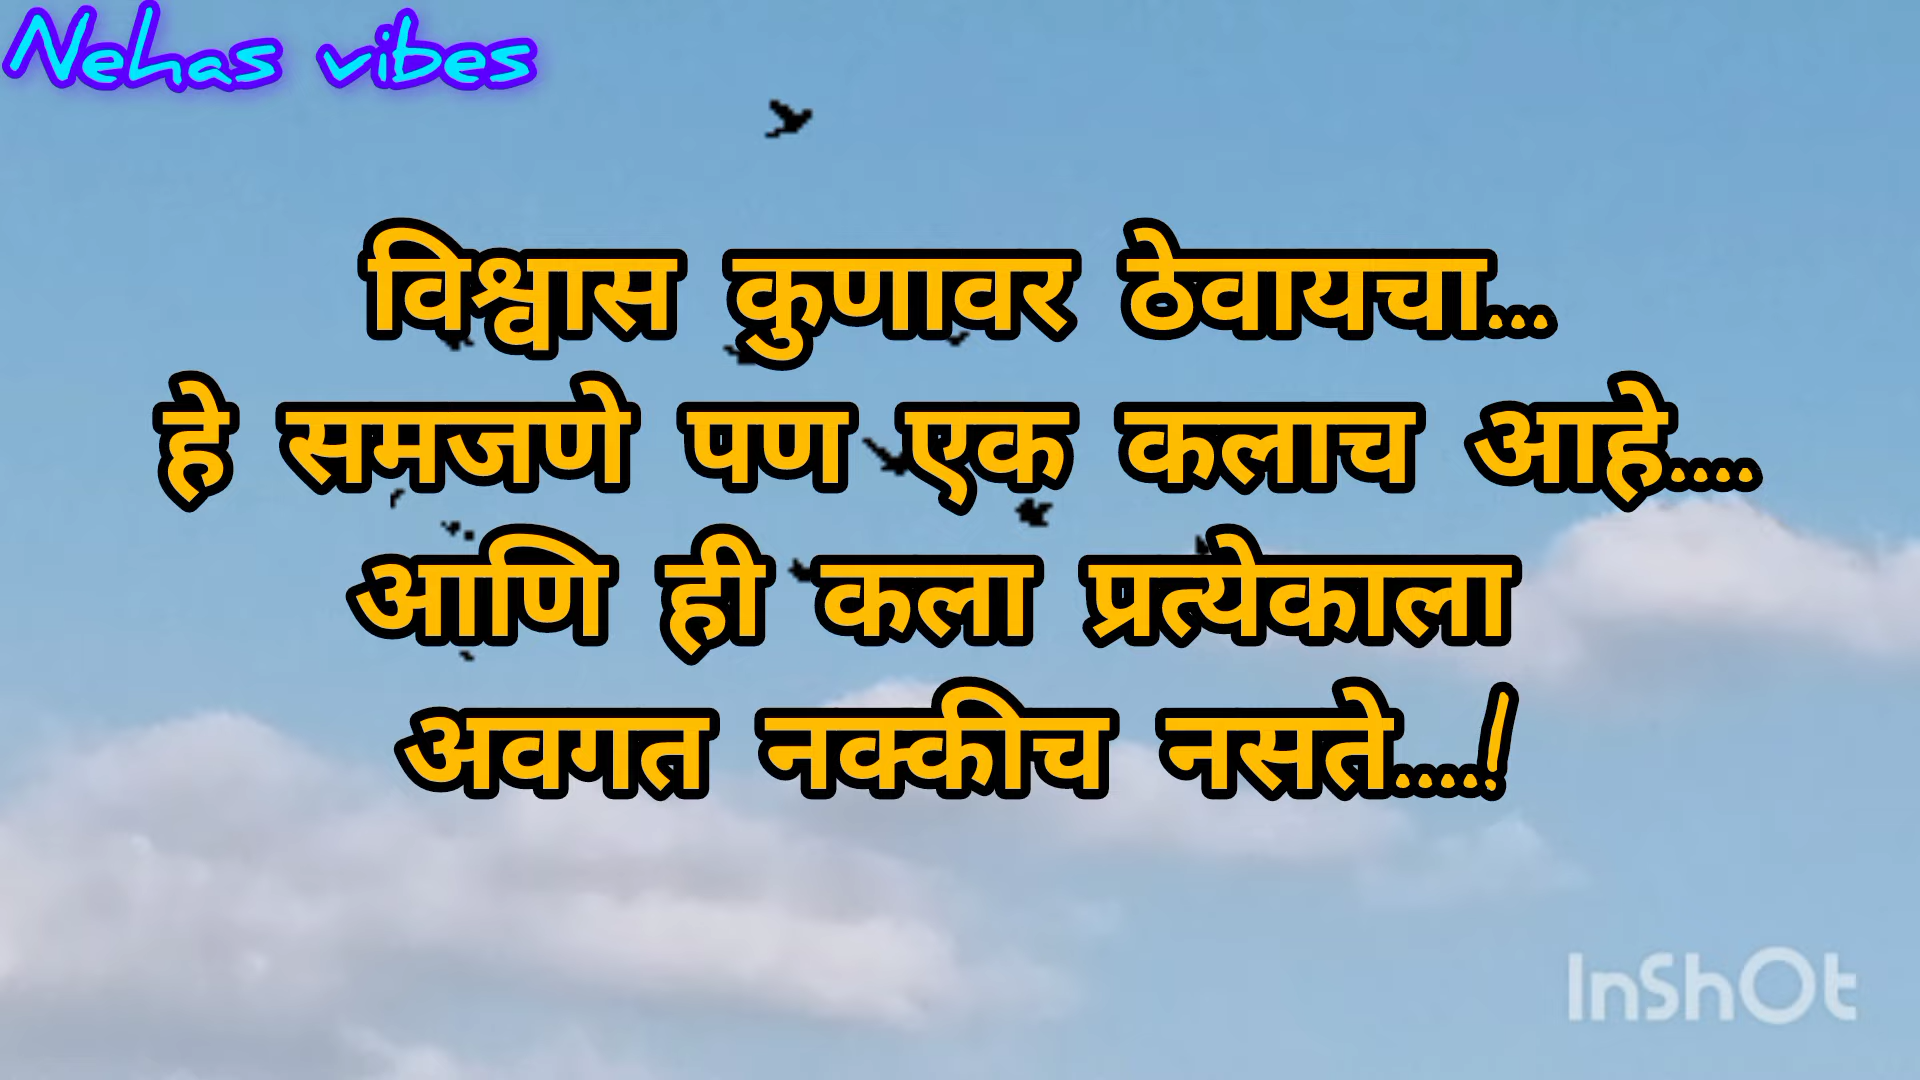 Nehas vibes
विश्वास कुणावर ठेवायचा...
हे समजणे पण एक कलाच आहे....
आणि ही कला प्रत्येकाला
अवगत नक्कीच नसते....!
InShOt